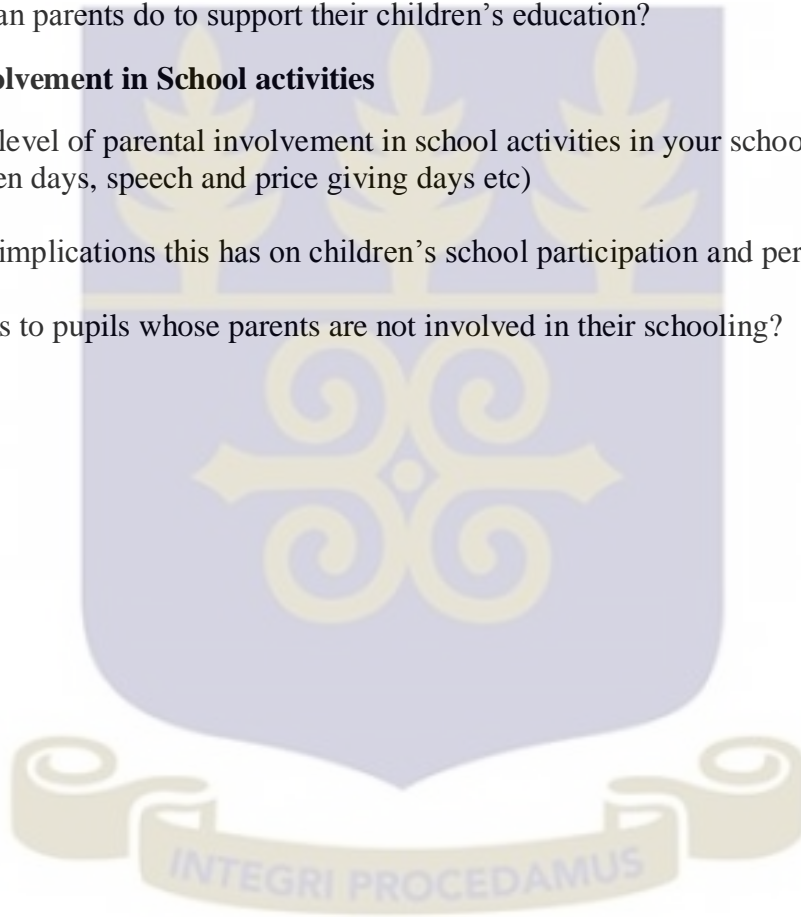 an parents do to support their children’s education?
olvement in School activities
level of parental involvement in school activities in your schoo
en days, speech and price giving days etc)
implications this has on children’s school participation and per
s to pupils whose parents are not involved in their schooling?
INTEGRI PROCEDAMUS